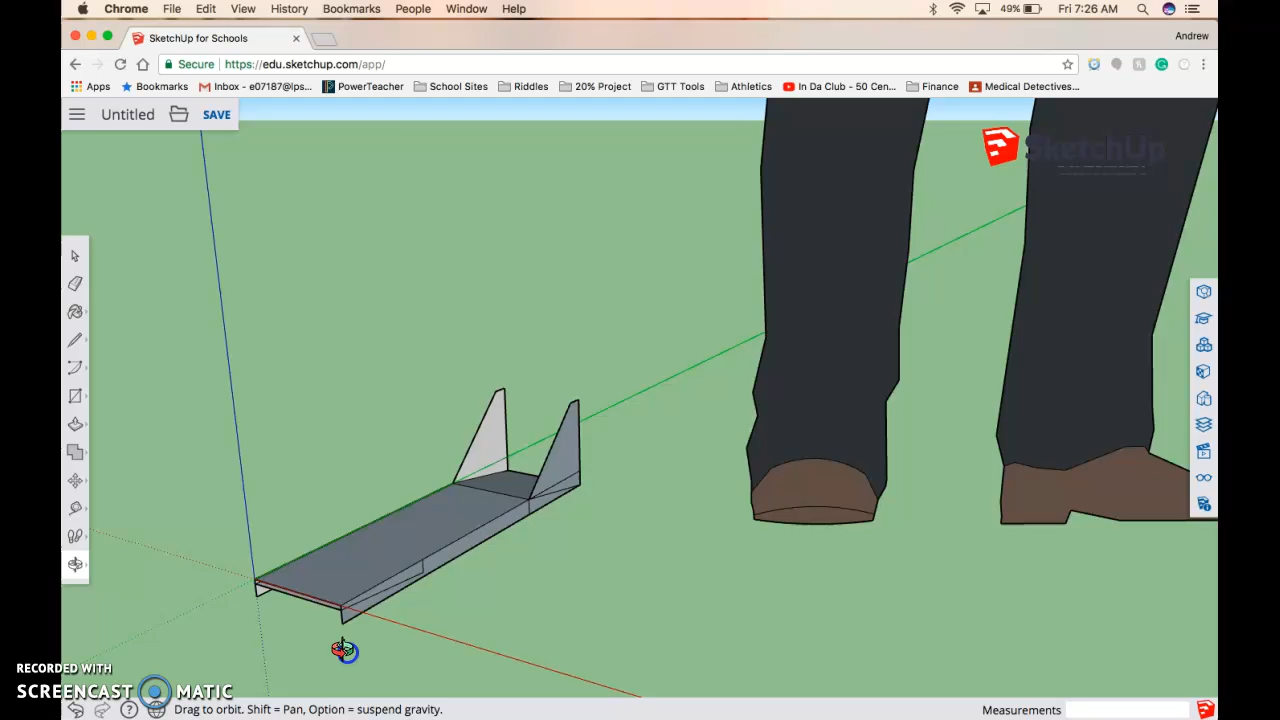 Chrome File Edit View History Bookmarks People Window Help 49% Fri 7:26 AM
SketchUp for Schools Andrew
Secure https://edu.sketchup.com/app/
Apps Bookmarks Inbox - e07187@lps... PowerTeacher School Sites Riddles 20% Project GTT Tools Athletics In Da Club - 50 Cen... Finance Medical Detectives...
Untitled SAVE
SketchUp
RECORDED WITH
SCREENCAST MATIC
Drag to orbit. Shift = Pan, Option = suspend gravity. Measurements